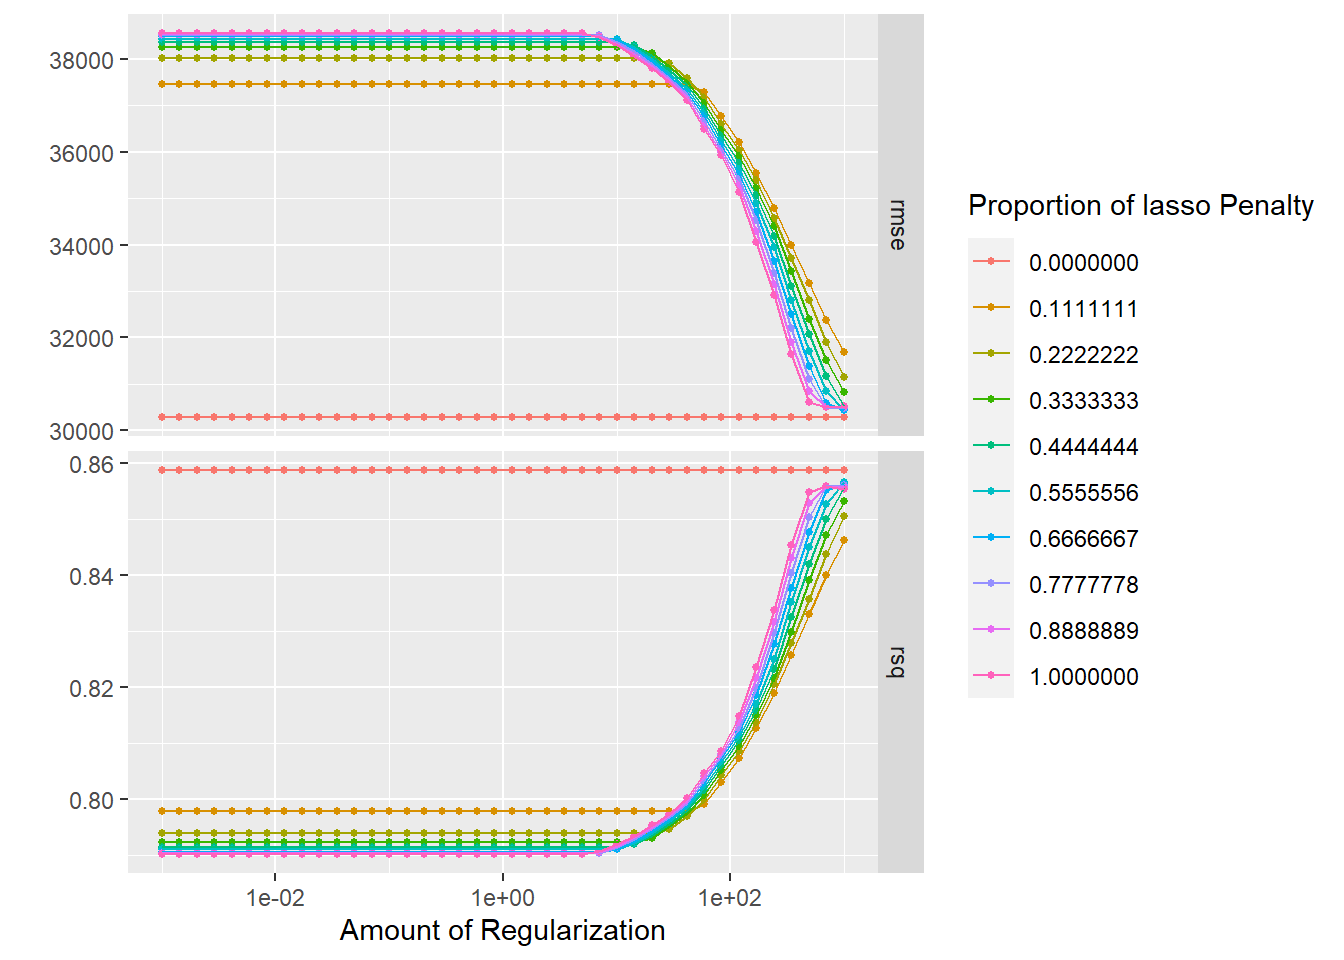 38000
36000
34000
32000
30000
rmse
0.86
0.84
0.82
0.80
rsq
1e-02
1e+00
1e+02
Amount of Regularization
Proportion of lasso Penalty
0.0000000
0.1111111
0.2222222
0.3333333
0.4444444
0.5555556
0.6666667
0.7777778
0.8888889
1.0000000